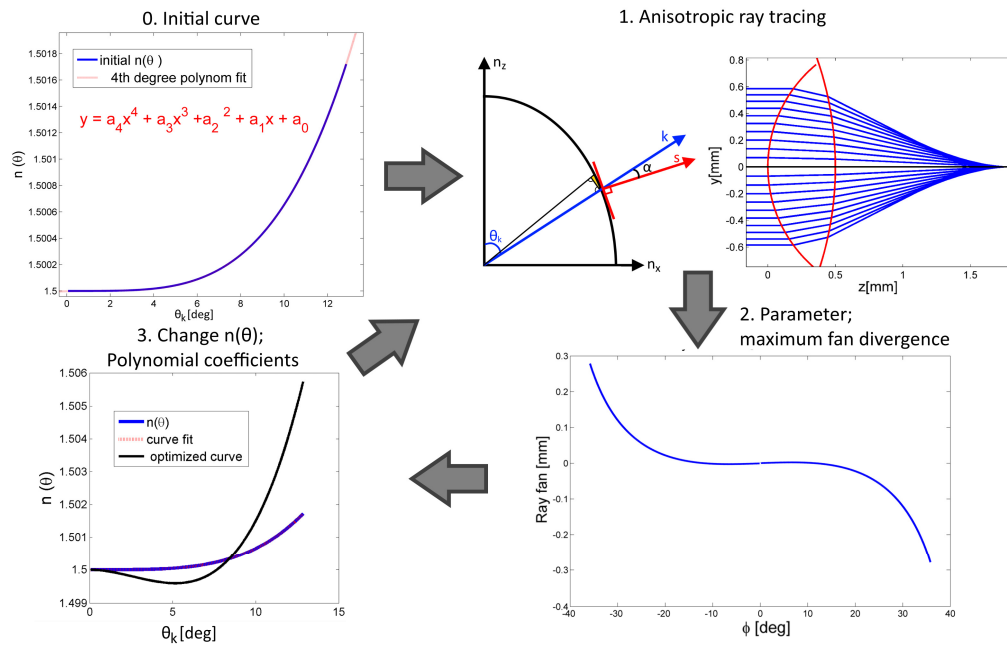 0. Initial curve
1.5018
1.5016
1.5014
1.5012
1.501
1.5008
1.5006
1.5004
1.5002
1.5
n (θ)
initial n(θ )
4th degree polynom fit
y = a4x^4 + a3x^3 +a2 ^2 + a1x + a0
0 2 4 6 8 10 12
θk[deg]
1. Anisotropic ray tracing
nz
k
s
α
θk
nx
0.8
0.6
0.4
0.2
0
-0.2
-0.4
-0.6
y[mm]
0 0.5 1 1.5
z[mm]
2. Parameter;
maximum fan divergence
0.3
0.2
0.1
0
-0.1
-0.2
-0.3
-0.4
Ray fan [mm]
-40 -30 -20 -10 0 10 20 30 40
ϕ [deg]
3. Change n(θ);
Polynomial coefficients
1.506
1.505
1.504
1.503
1.502
1.501
1.5
1.499
n (θ)
n(θ)
curve fit
optimized curve
0 5 10 15
θk [deg]